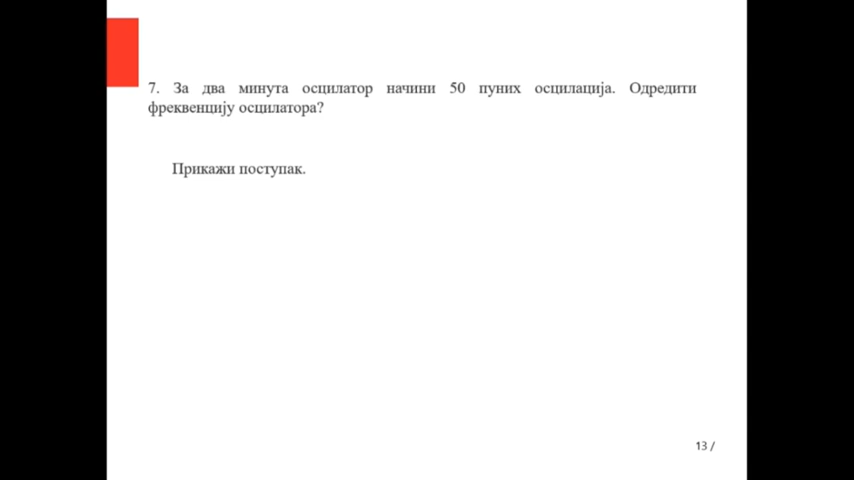 7. За два минута осцилатор начини 50 пуних осцилација. Одредити
фреквенцију осцилатора?
Прикажи поступак.
13 /